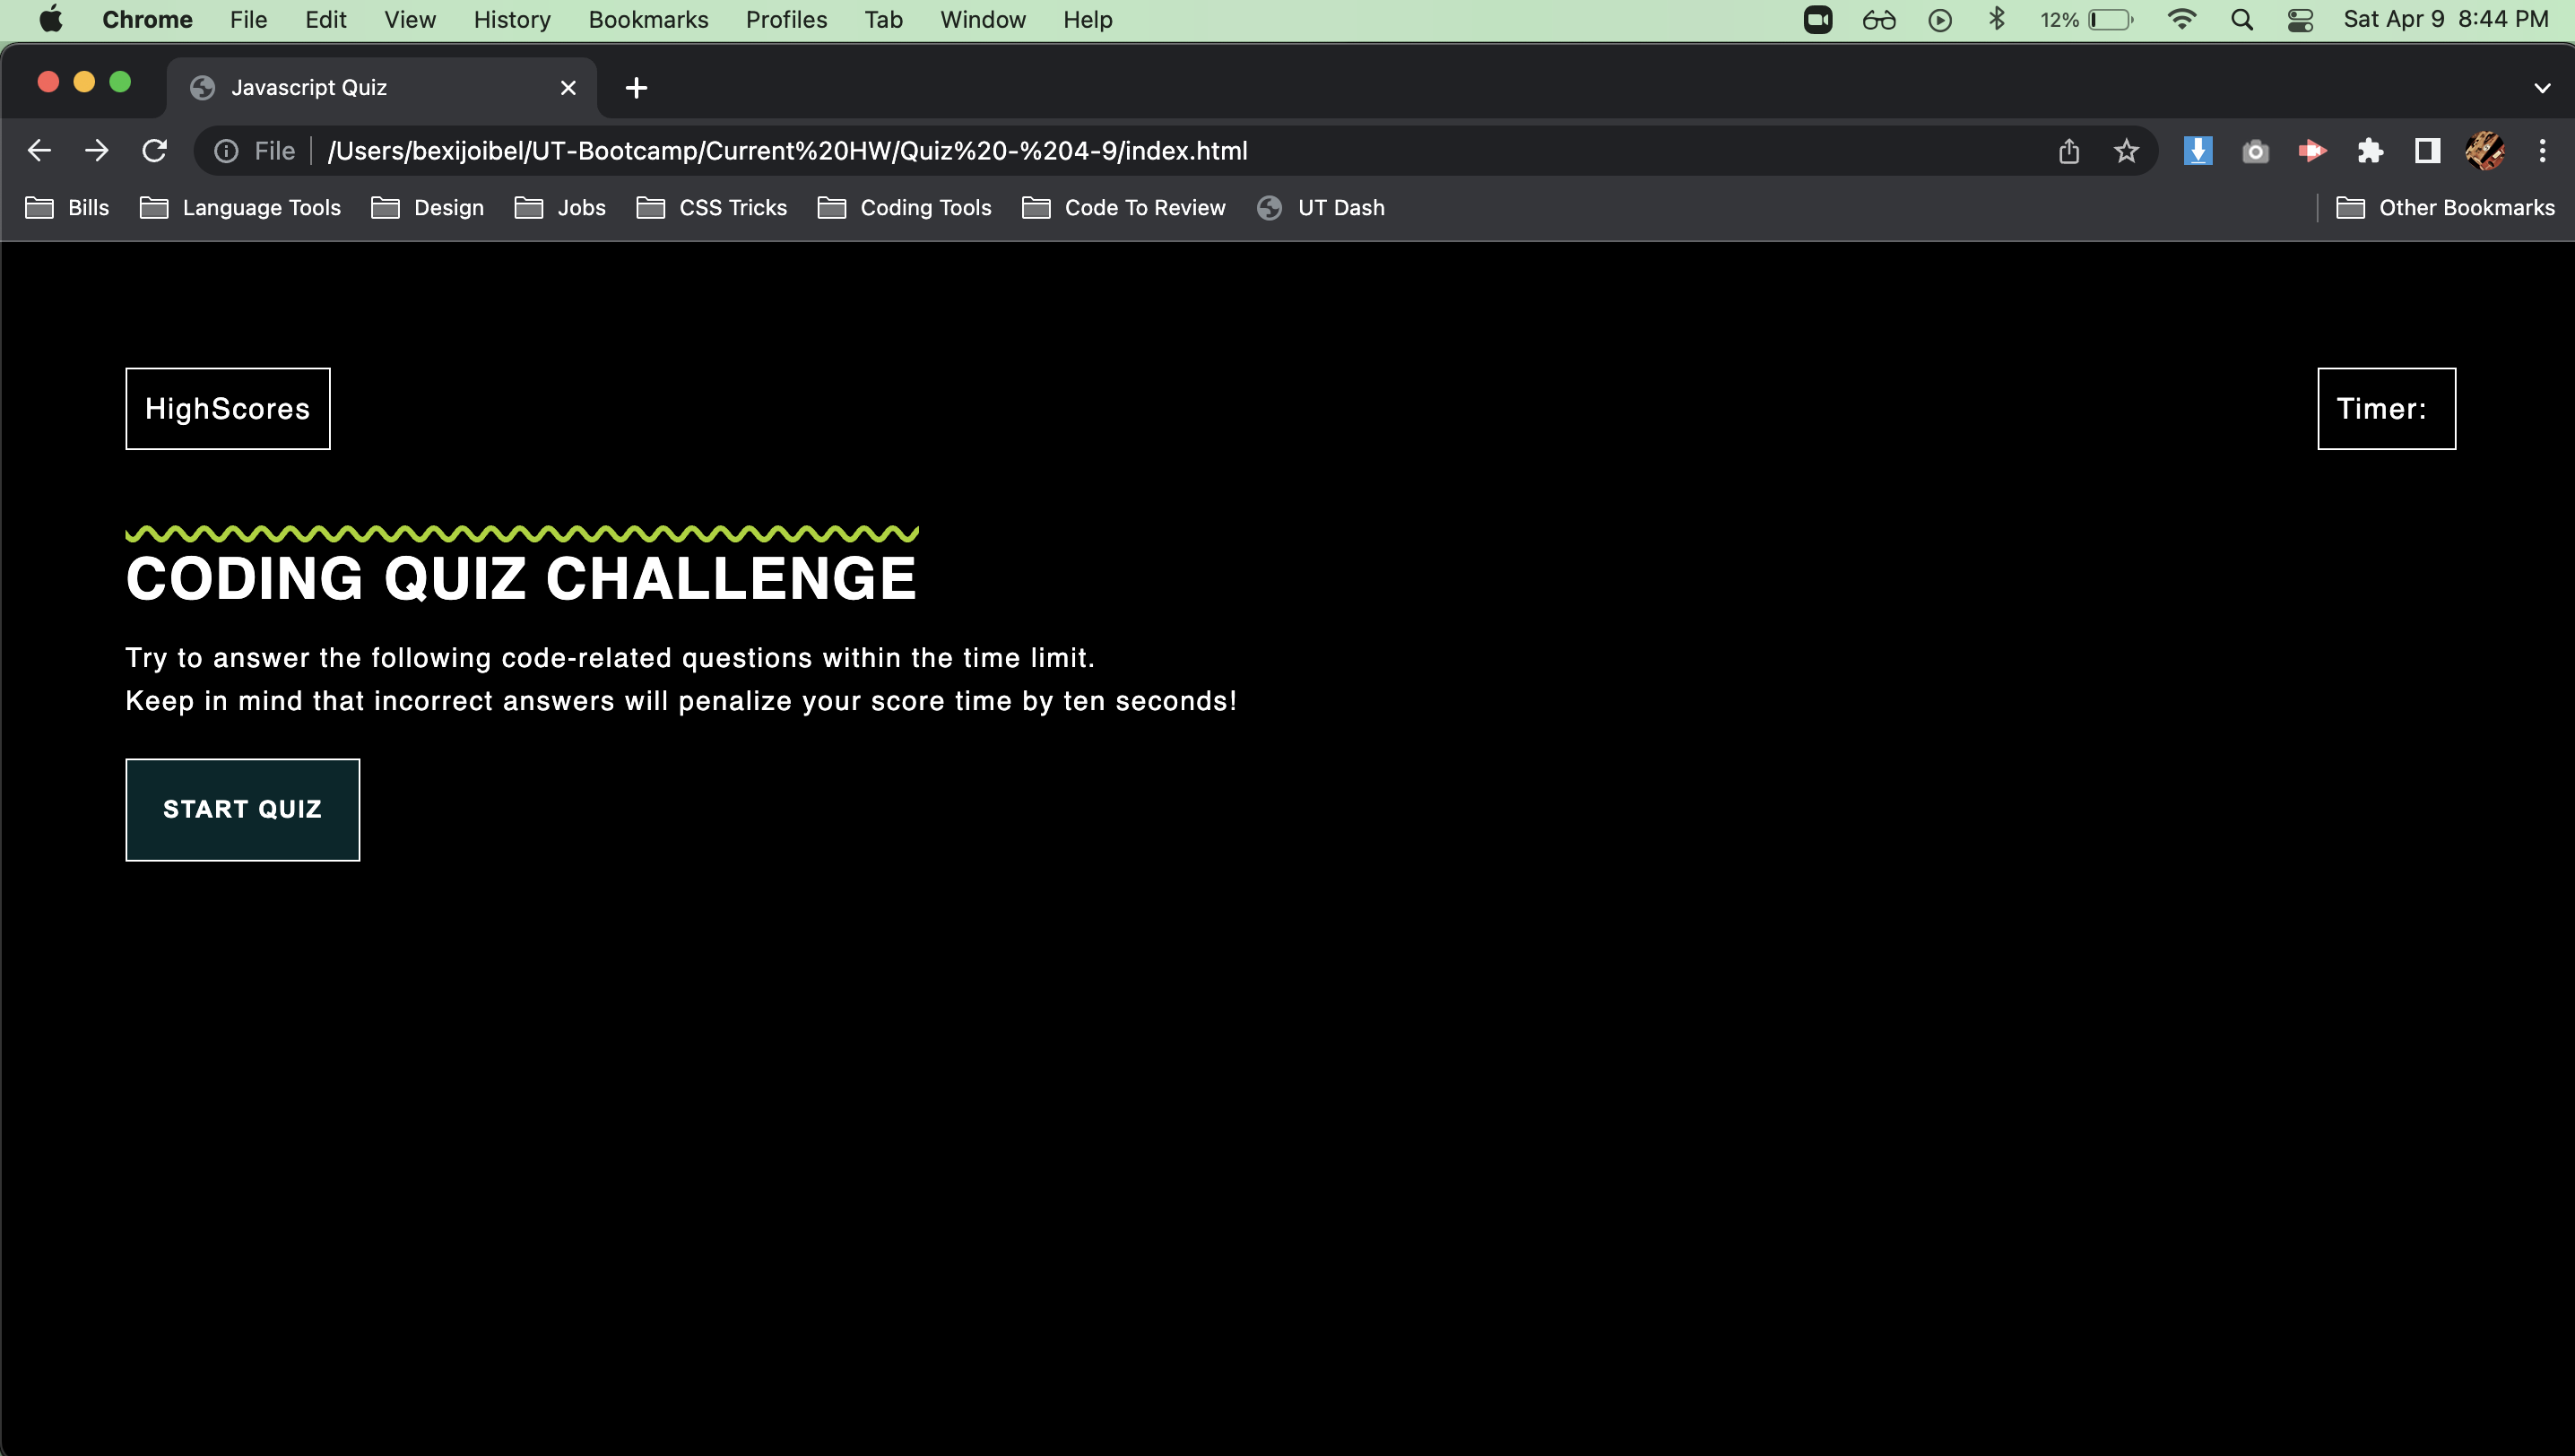 Chrome File Edit View History Bookmarks Profiles Tab Window Help 12% Sat Apr 9 8:44 PM
Javascript Quiz
File /Users/bexijoibel/UT-Bootcamp/Current%20HW/Quiz%20-%204-9/index.html
Bills Language Tools Design Jobs CSS Tricks Coding Tools Code To Review UT Dash Other Bookmarks
HighScores Timer:
CODING QUIZ CHALLENGE
Try to answer the following code-related questions within the time limit.
Keep in mind that incorrect answers will penalize your score time by ten seconds!
START QUIZ